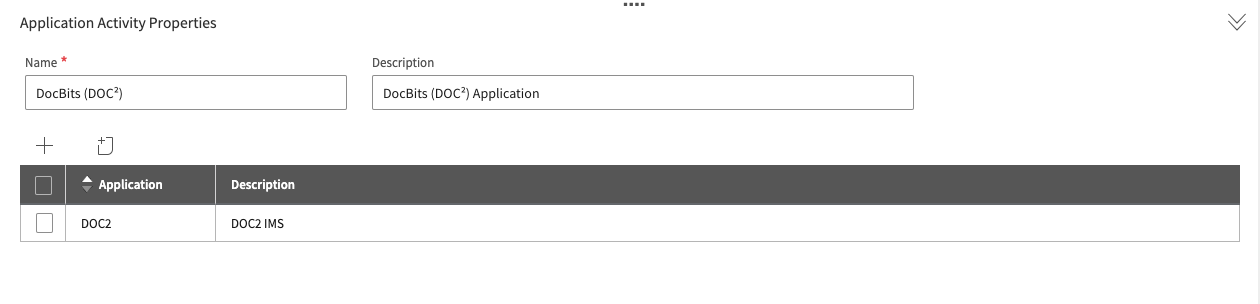 Application Activity Properties
Name *
Description
DocBits (DOC²)
DocBits (DOC²) Application
Application
Description
DOC2
DOC2 IMS